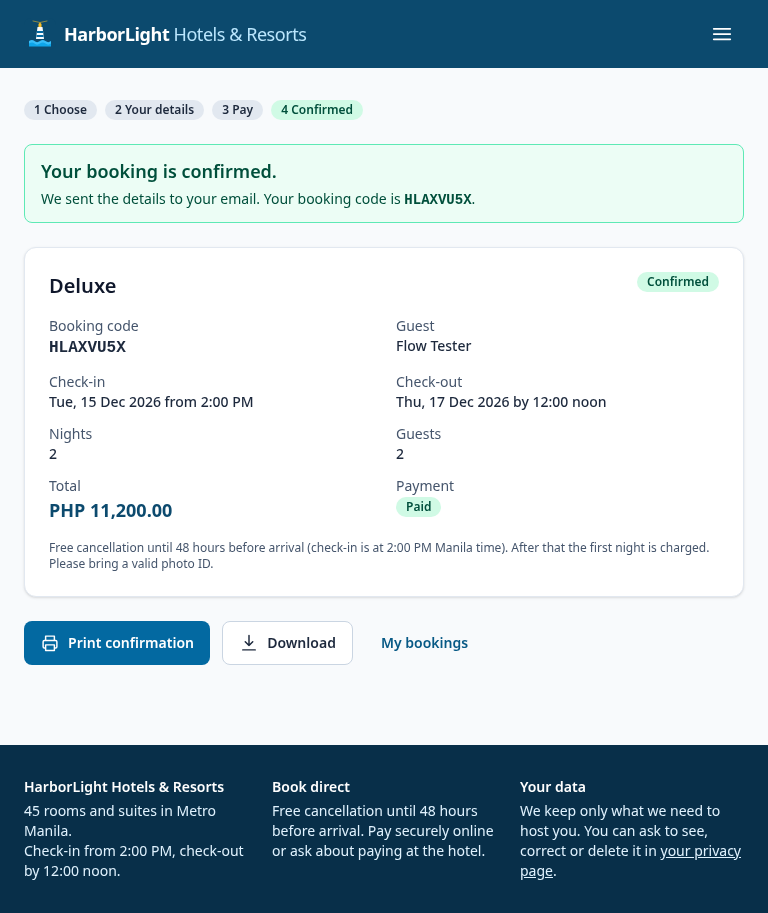 HarborLight Hotels & Resorts
1 Choose
2 Your details
3 Pay
4 Confirmed
Your booking is confirmed.
We sent the details to your email. Your booking code is HLAXVU5X.
Deluxe
Confirmed
Booking code
HLAXVU5X
Guest
Flow Tester
Check-in
Tue, 15 Dec 2026 from 2:00 PM
Check-out
Thu, 17 Dec 2026 by 12:00 noon
Nights
2
Guests
2
Total
PHP 11,200.00
Payment
Paid
Free cancellation until 48 hours before arrival (check-in is at 2:00 PM Manila time). After that the first night is charged.
Please bring a valid photo ID.
Print confirmation
Download
My bookings
HarborLight Hotels & Resorts
45 rooms and suites in Metro
Manila.
Check-in from 2:00 PM, check-out
by 12:00 noon.
Book direct
Free cancellation until 48 hours
before arrival. Pay securely online
or ask about paying at the hotel.
Your data
We keep only what we need to
host you. You can ask to see,
correct or delete it in your privacy
page.